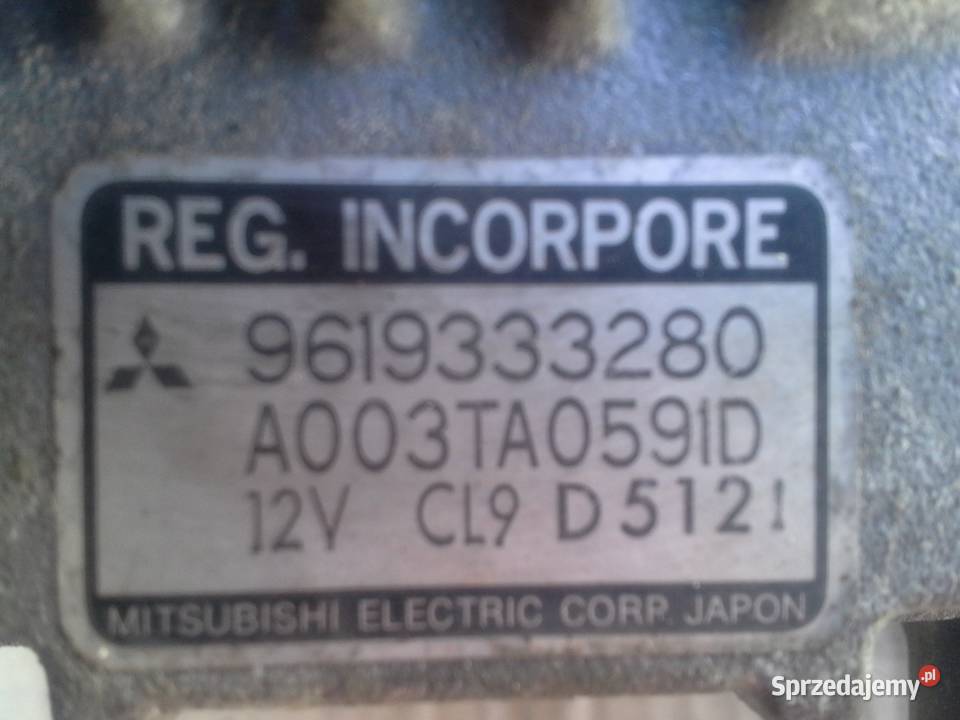 REG. INCORPORE
9619333280
A003TA0591D
12V CL9 D5121
MITSUBISHI ELECTRIC CORP. JAPON
Sprzedajemy.pl